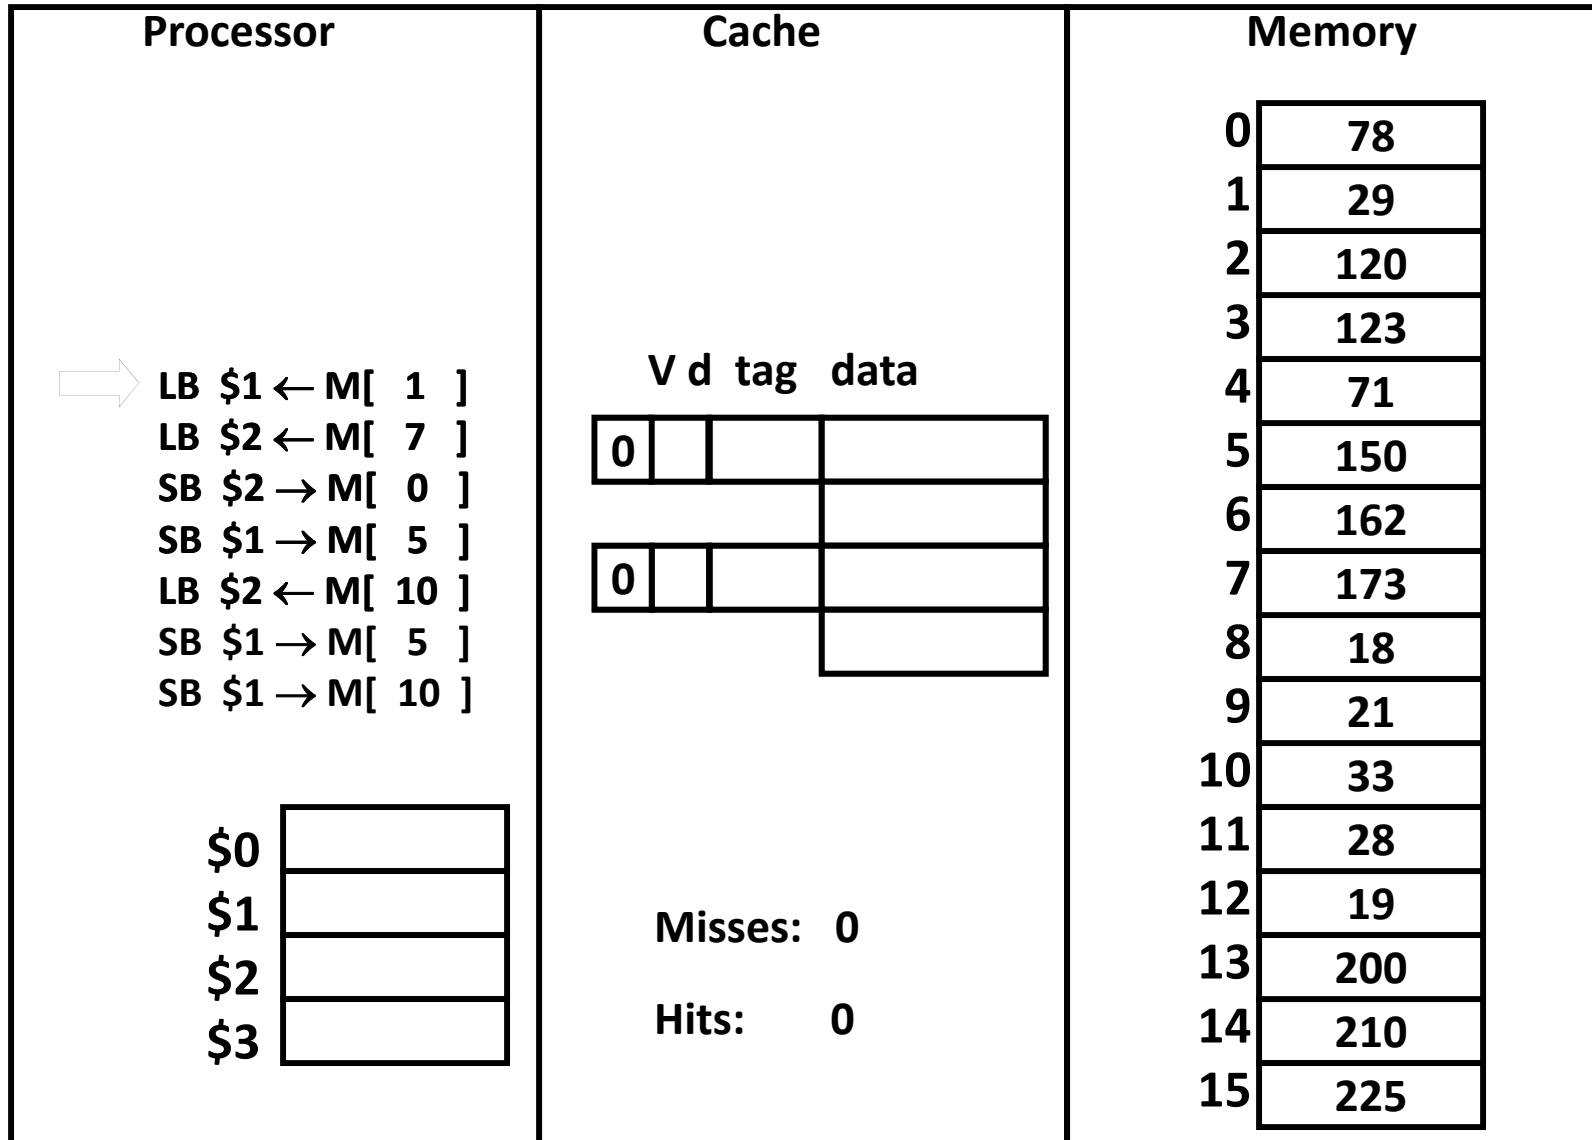 Processor
LB $1 ← M[ 1 ]
LB $2 ← M[ 7 ]
SB $2 → M[ 0 ]
SB $1 → M[ 5 ]
LB $2 ← M[ 10 ]
SB $1 → M[ 5 ]
SB $1 → M[ 10 ]
$0
$1
$2
$3
Cache
V d tag data
0
0
Misses: 0
Hits: 0
Memory
0 78
1 29
2 120
3 123
4 71
5 150
6 162
7 173
8 18
9 21
10 33
11 28
12 19
13 200
14 210
15 225